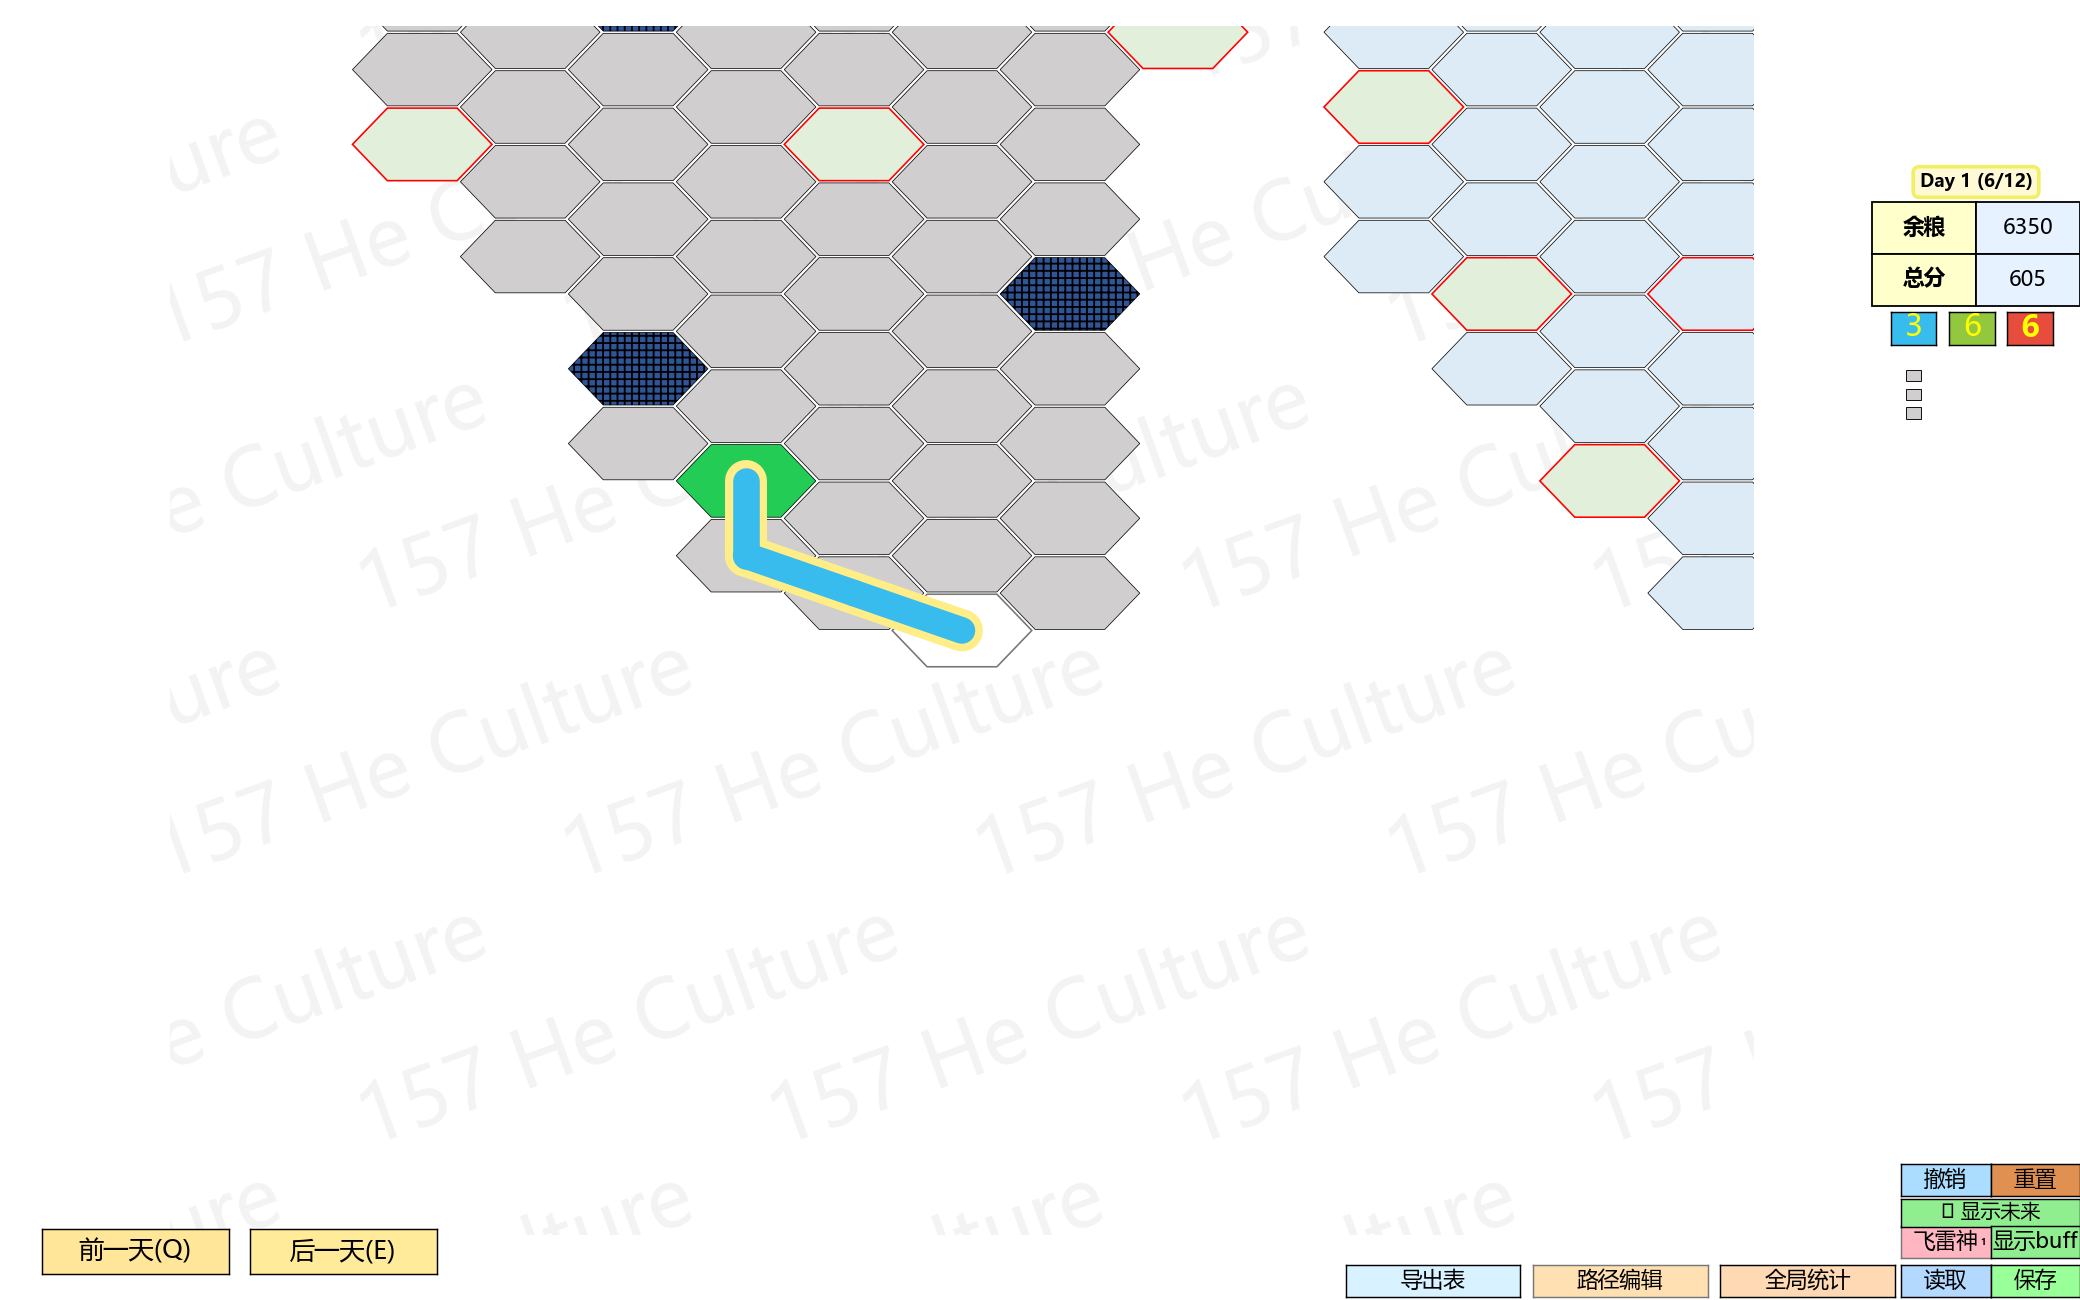 Day 1 (6/12)
余粮 6350
总分 605
3 6 6
157 He Culture
撤销 重置
显示未来
飞雷神1 显示buff
前一天(Q) 后一天(E)
导出表 路径编辑 全局统计 读取 保存